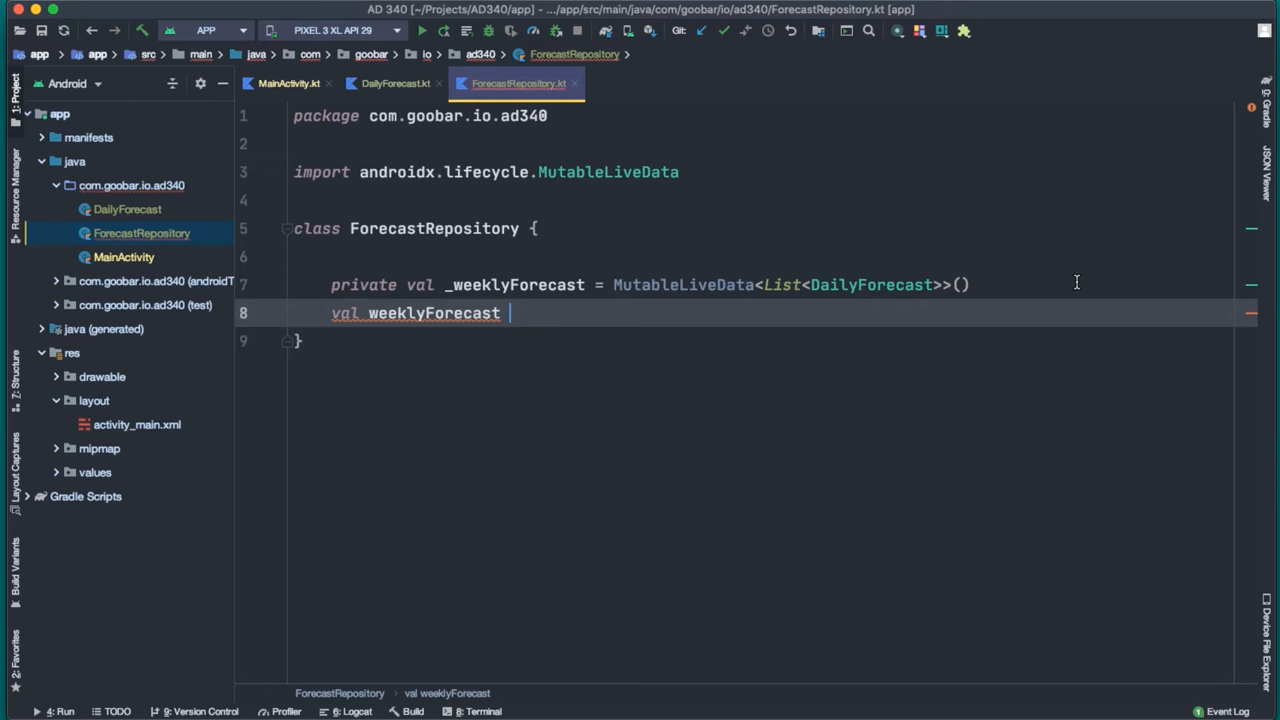 AD 340 [~/Projects/AD340/app] - .../app/src/main/java/com/goobar/io/ad340/ForecastRepository.kt [app]
APP
PIXEL 3 XL API 29
Git:
app app src main java com goobar io ad340 ForecastRepository
1: Project
Android
MainActivity.kt
DailyForecast.kt
ForecastRepository.kt
app
manifests
java
com.goobar.io.ad340
DailyForecast
ForecastRepository
MainActivity
com.goobar.io.ad340 (androidT
com.goobar.io.ad340 (test)
java (generated)
res
drawable
layout
activity_main.xml
mipmap
values
Gradle Scripts
Resource Manager
7: Structure
Layout Captures
Build Variants
2: Favorites
1 package com.goobar.io.ad340
2
3 import androidx.lifecycle.MutableLiveData
4
5 class ForecastRepository {
6
7 private val _weeklyForecast = MutableLiveData<List<DailyForecast>>()
8 val weeklyForecast
9 }
Gradle
JSON Viewer
Device File Explorer
ForecastRepository val weeklyForecast
4: Run TODO 9: Version Control Profiler 6: Logcat Build 8: Terminal
1 Event Log